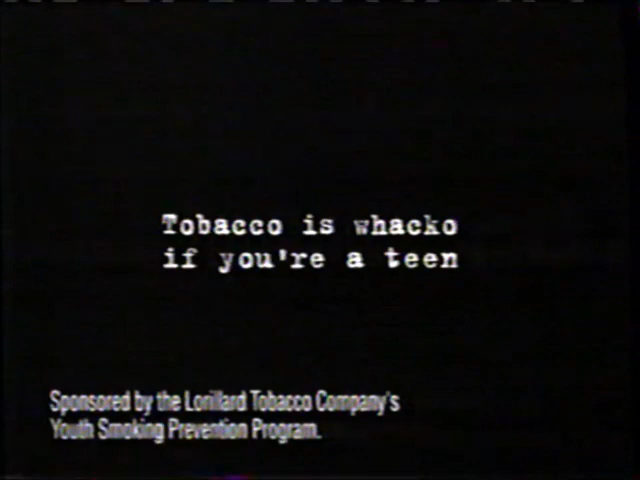 Tobacco is whacko
if you're a teen
Sponsored by the Lorillard Tobacco Company's
Youth Smoking Prevention Program.